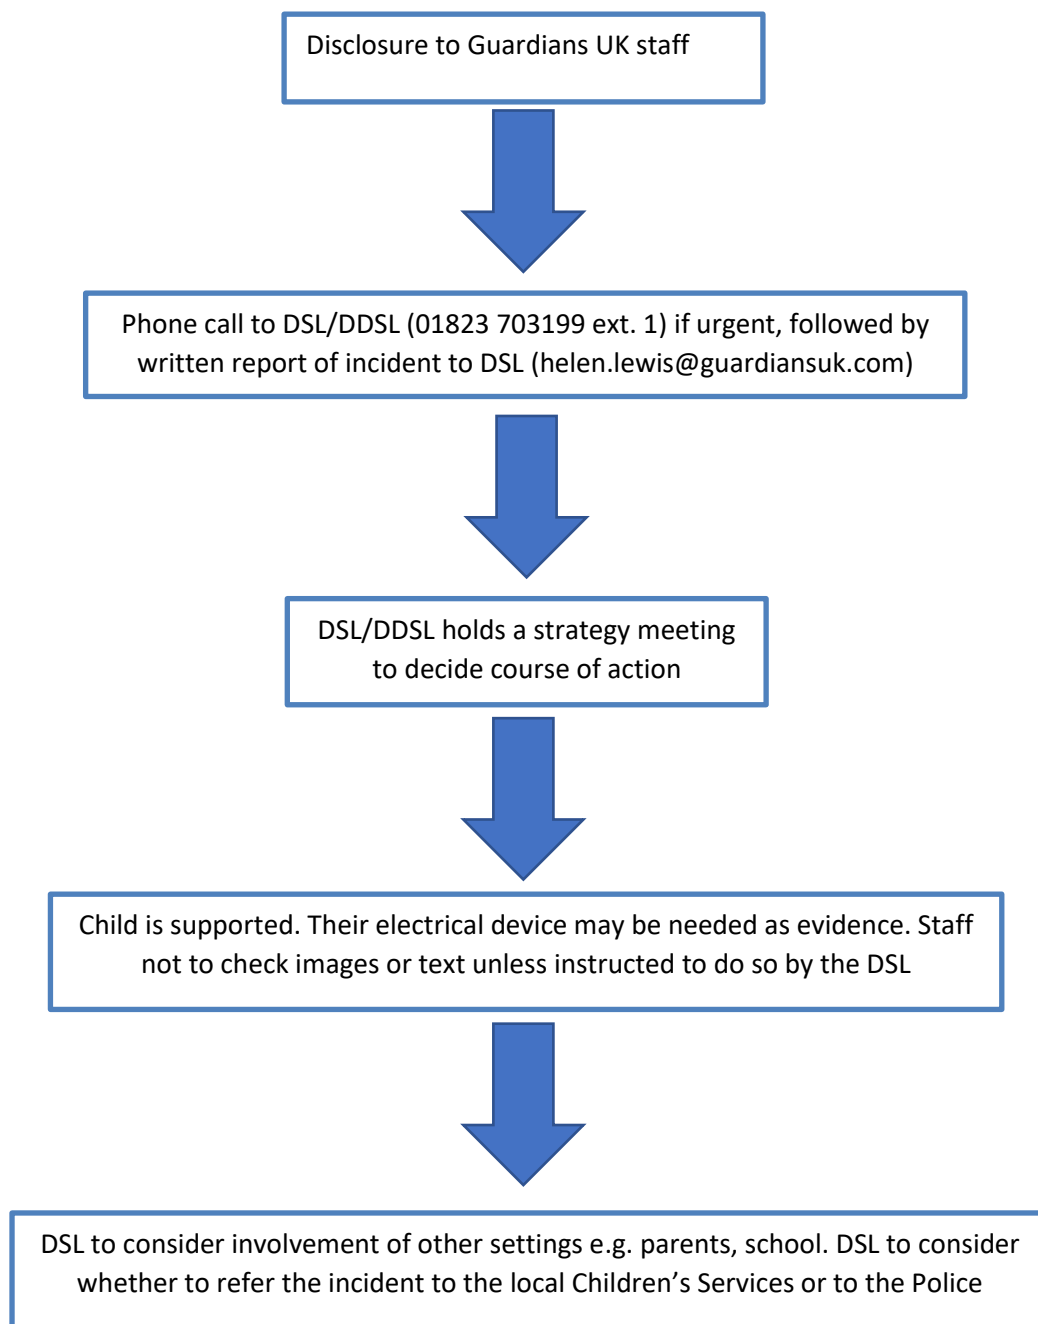 Disclosure to Guardians UK staff
Phone call to DSL/DDSL (01823 703199 ext. 1) if urgent, followed by
written report of incident to DSL (helen.lewis@guardiansuk.com)
DSL/DDSL holds a strategy meeting
to decide course of action
Child is supported. Their electrical device may be needed as evidence. Staff
not to check images or text unless instructed to do so by the DSL
DSL to consider involvement of other settings e.g. parents, school. DSL to consider
whether to refer the incident to the local Children’s Services or to the Police